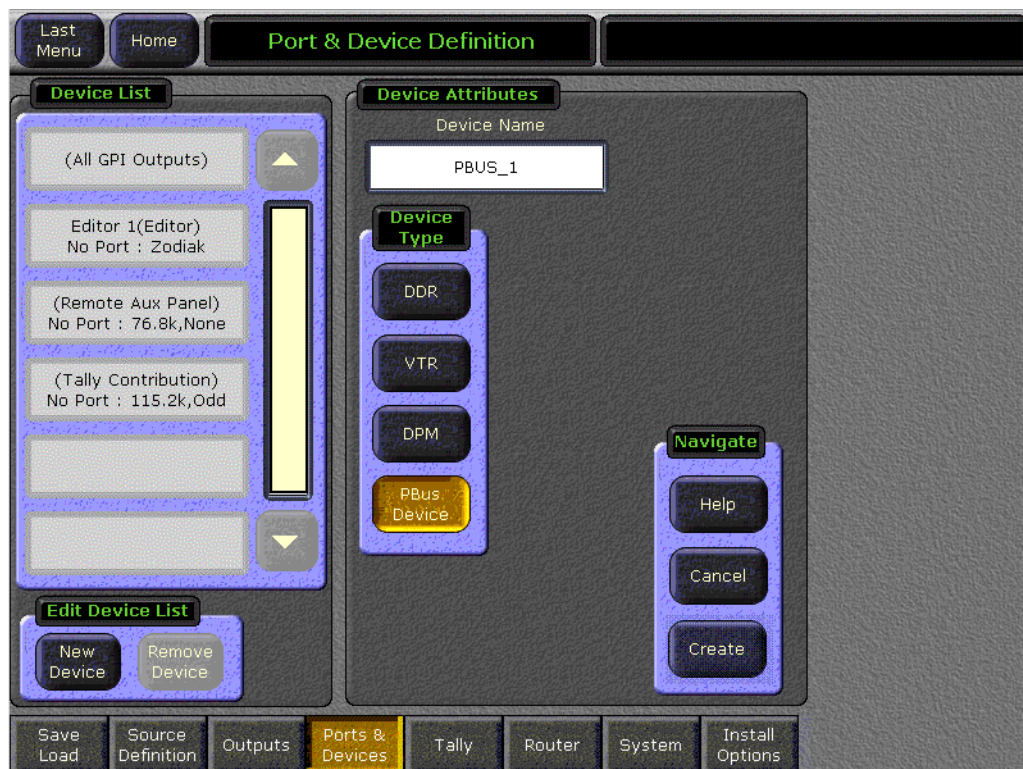 Last
Menu
Home
Port & Device Definition
Device List
(All GPI Outputs)
Editor 1(Editor)
No Port : Zodiak
(Remote Aux Panel)
No Port : 76.8k,None
(Tally Contribution)
No Port : 115.2k,Odd
Edit Device List
New
Device
Remove
Device
Device Attributes
Device Name
PBUS_1
Device
Type
DDR
VTR
DPM
PBus
Device
Navigate
Help
Cancel
Create
Save
Load
Source
Definition
Outputs
Ports &
Devices
Tally
Router
System
Install
Options